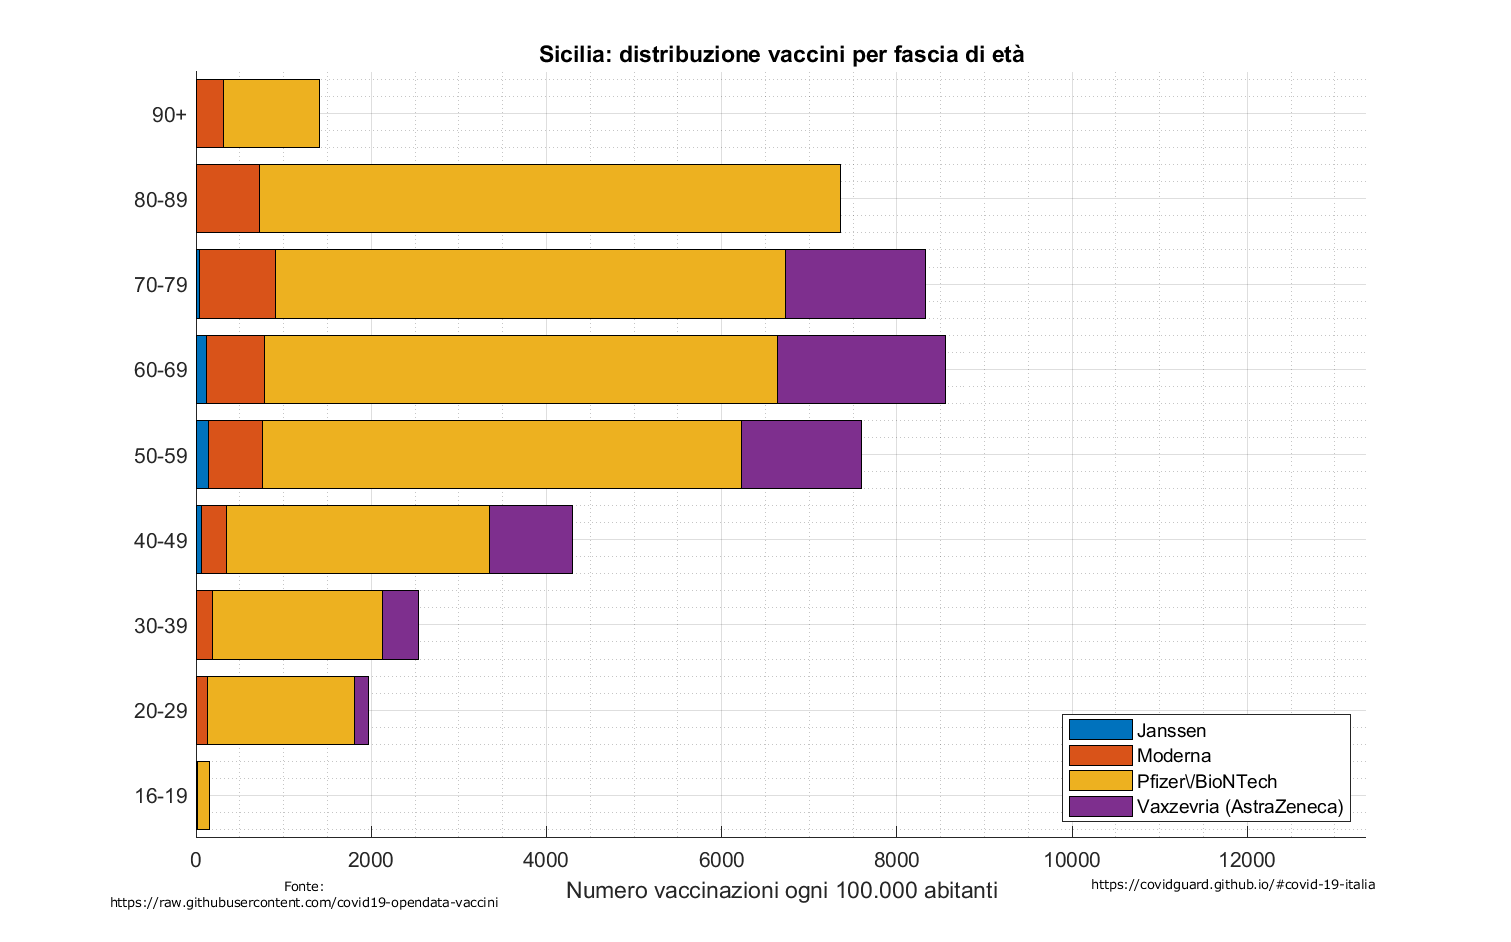 Sicilia: distribuzione vaccini per fascia di età
90+
80-89
70-79
60-69
50-59
40-49
30-39
20-29
16-19
Janssen
Moderna
Pfizer\/BioNTech
Vaxzevria (AstraZeneca)
0 2000 4000 6000 8000 10000 12000
Numero vaccinazioni ogni 100.000 abitanti
Fonte:
https://raw.githubusercontent.com/covid19-opendata-vaccini
https://covidguard.github.io/#covid-19-italia